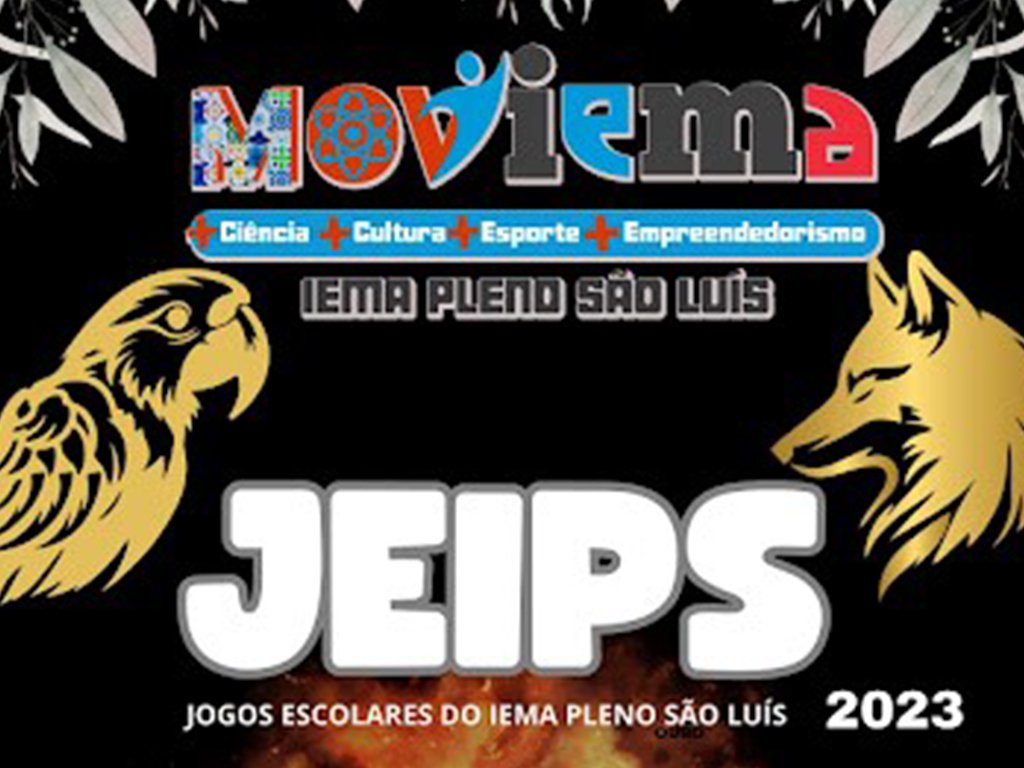 MOViema
+Ciência +Cultura +Esporte +Empreendedorismo
IEMA PLENO SÃO LUÍS
JEIPS
JOGOS ESCOLARES DO IEMA PLENO SÃO LUÍS 2023